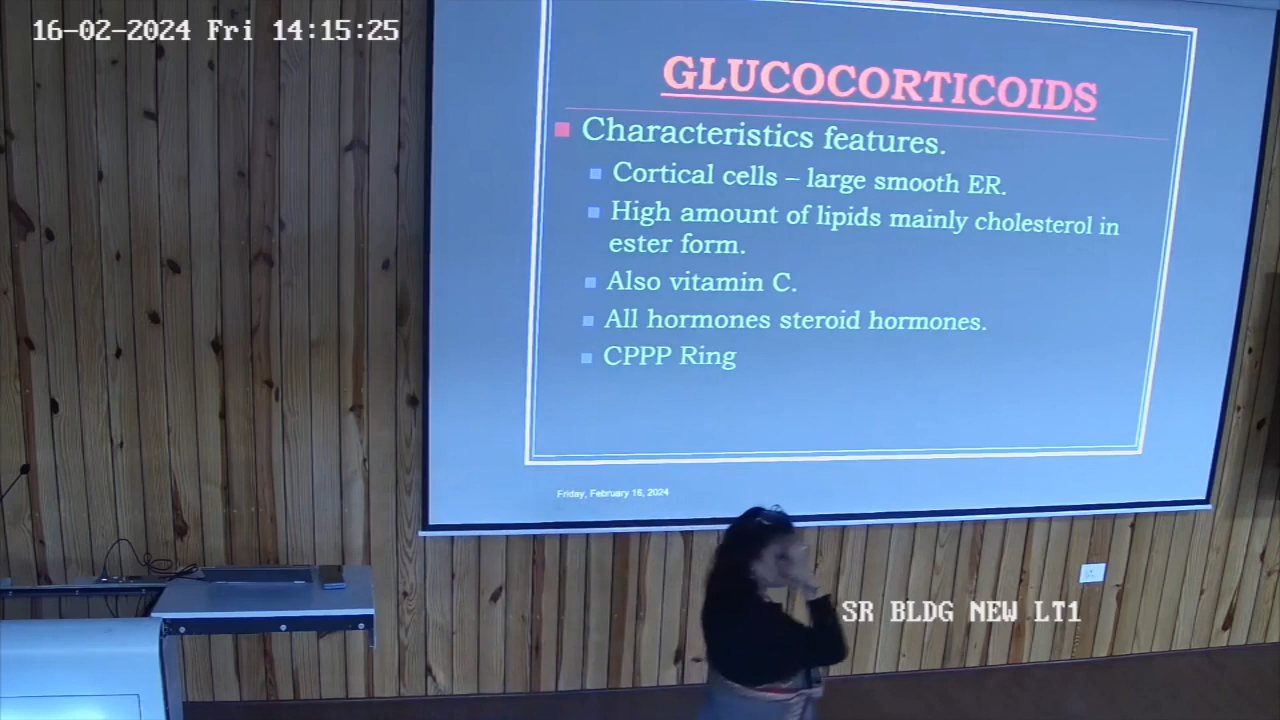 16-02-2024 Fri 14:15:25
GLUCOCORTICOIDS
Characteristics features.
Cortical cells – large smooth ER.
High amount of lipids mainly cholesterol in
ester form.
Also vitamin C.
All hormones steroid hormones.
CPPP Ring
Friday, February 16, 2024
SR BLDG NEW LT1